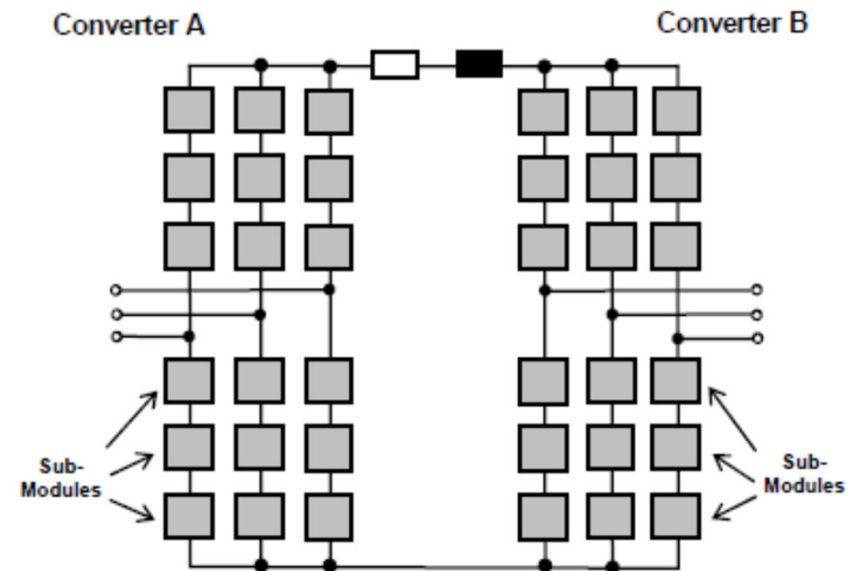 Converter A
Converter B
Sub-
Modules
Sub-
Modules